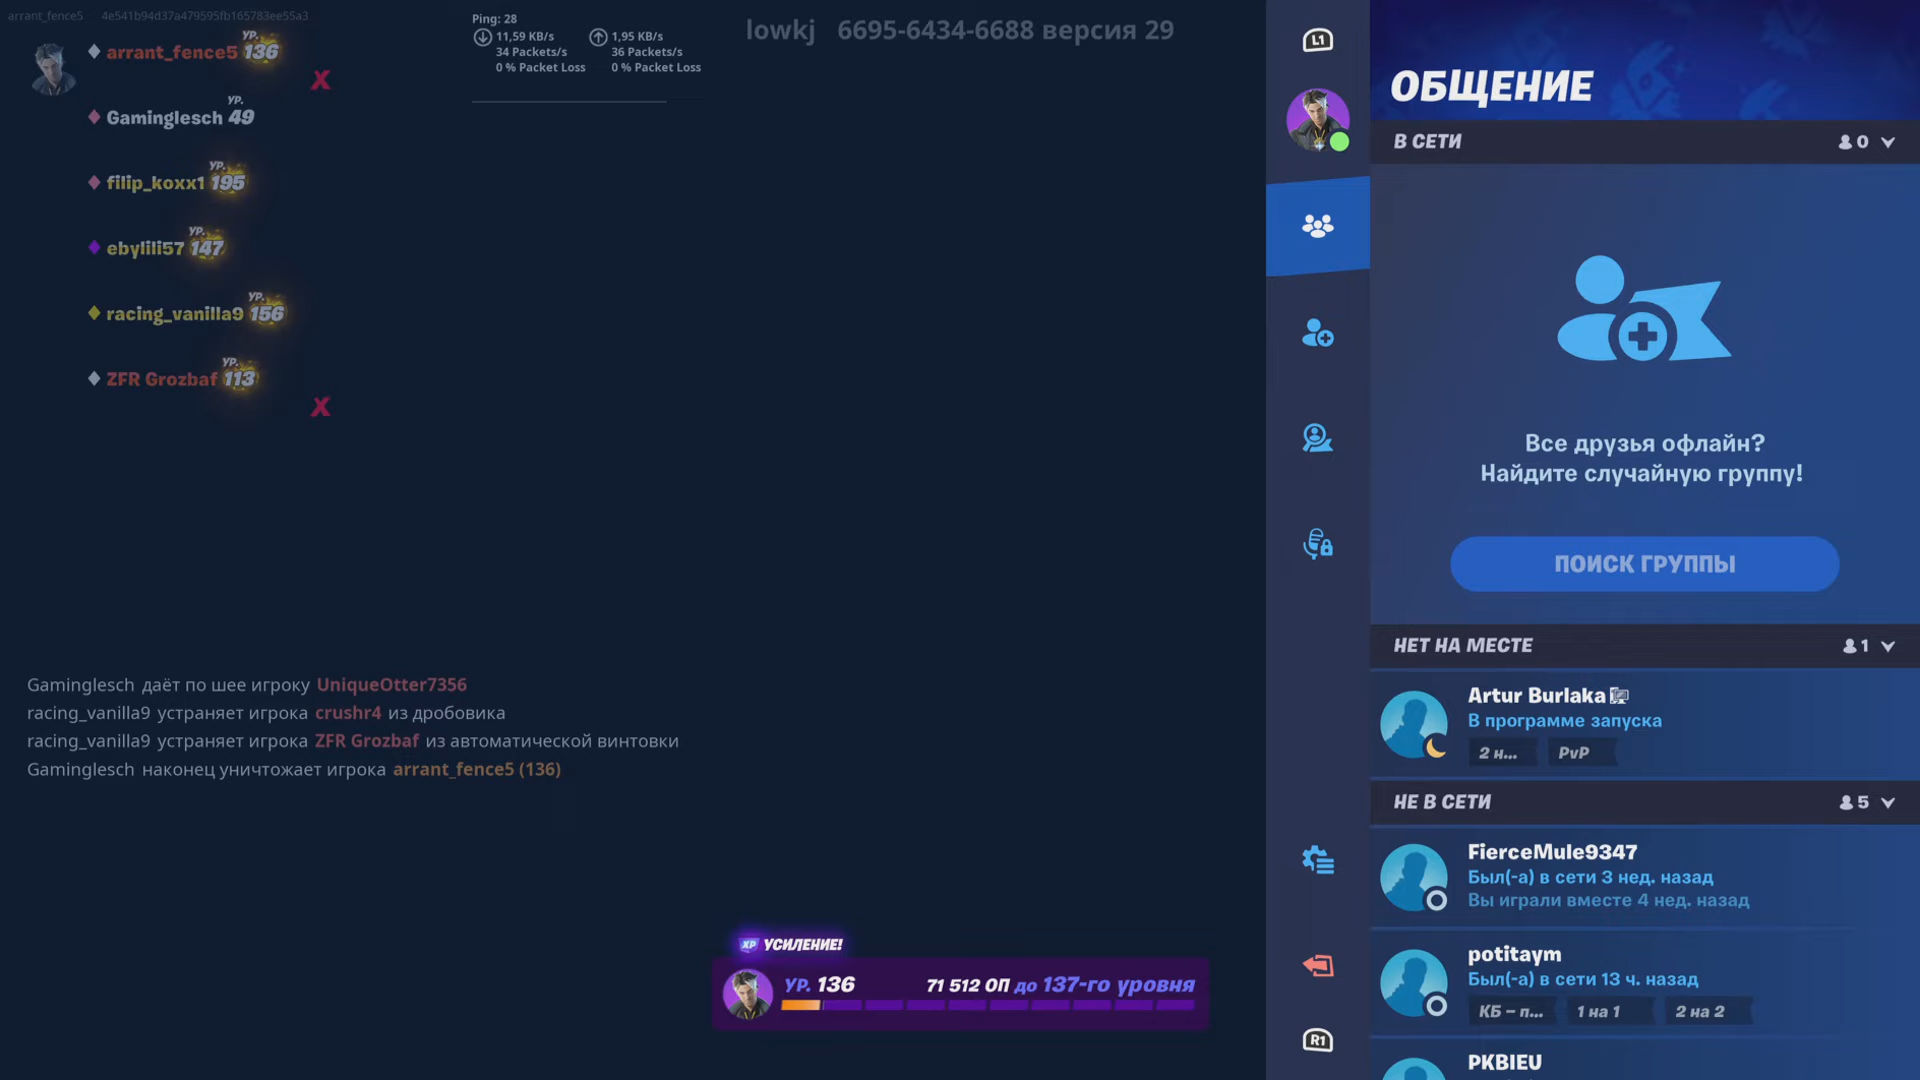 arrant_fence5 4e541b94d37a479595fb165783ee55a3
arrant_fence5 УР. 136
X
Gaminglesch УР. 49
filip_koxx1 УР. 195
ebylili57 УР. 147
racing_vanilla9 УР. 156
ZFR Grozbaf УР. 113
X
Ping: 28
11,59 KB/s 1,95 KB/s
34 Packets/s 36 Packets/s
0 % Packet Loss 0 % Packet Loss
lowkj 6695-6434-6688 версия 29
Gaminglesch даёт по шее игроку UniqueOtter7356
racing_vanilla9 устраняет игрока crushr4 из дробовика
racing_vanilla9 устраняет игрока ZFR Grozbaf из автоматической винтовки
Gaminglesch наконец уничтожает игрока arrant_fence5 (136)
XP УСИЛЕНИЕ!
УР. 136 71 512 ОП до 137-го уровня
L1
R1
ОБЩЕНИЕ
В СЕТИ 0
Все друзья офлайн?
Найдите случайную группу!
ПОИСК ГРУППЫ
НЕТ НА МЕСТЕ 1
Artur Burlaka
В программе запуска
2 н... PvP
НЕ В СЕТИ 5
FierceMule9347
Был(-а) в сети 3 нед. назад
Вы играли вместе 4 нед. назад
potitaym
Был(-а) в сети 13 ч. назад
КБ – п... 1 на 1 2 на 2
PKBIEU